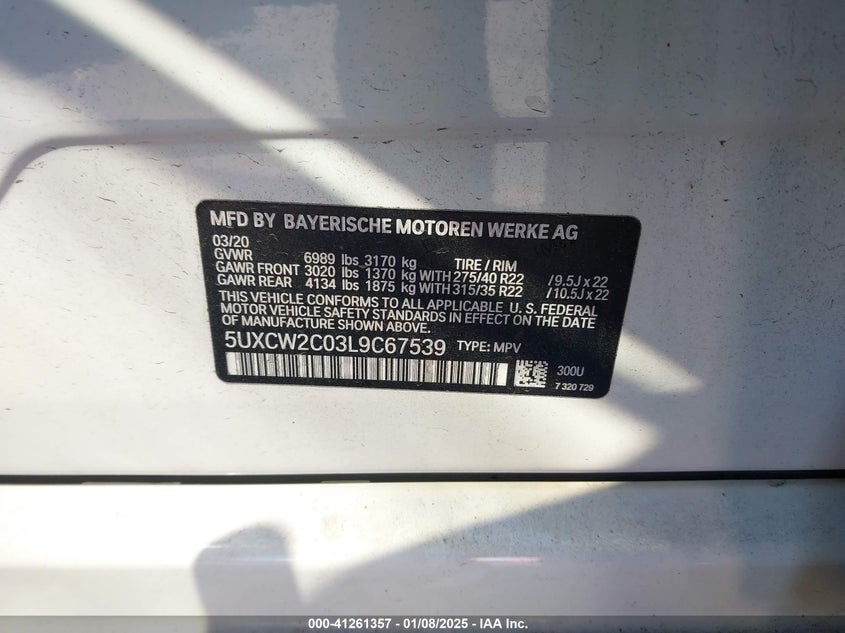 MFD BY BAYERISCHE MOTOREN WERKE AG
03/20
GVWR 6989 lbs 3170 kg TIRE / RIM
GAWR FRONT 3020 lbs 1370 kg WITH 275/40 R22 / 9.5J x 22
GAWR REAR 4134 lbs 1875 kg WITH 315/35 R22 / 10.5J x 22
THIS VEHICLE CONFORMS TO ALL APPLICABLE U.S. FEDERAL
MOTOR VEHICLE SAFETY STANDARDS IN EFFECT ON THE DATE OF
MANUFACTURE SHOWN ABOVE.
5UXCW2C03L9C67539 TYPE: MPV
300U
7 320 729
000-41261357 - 01/08/2025 - IAA Inc.